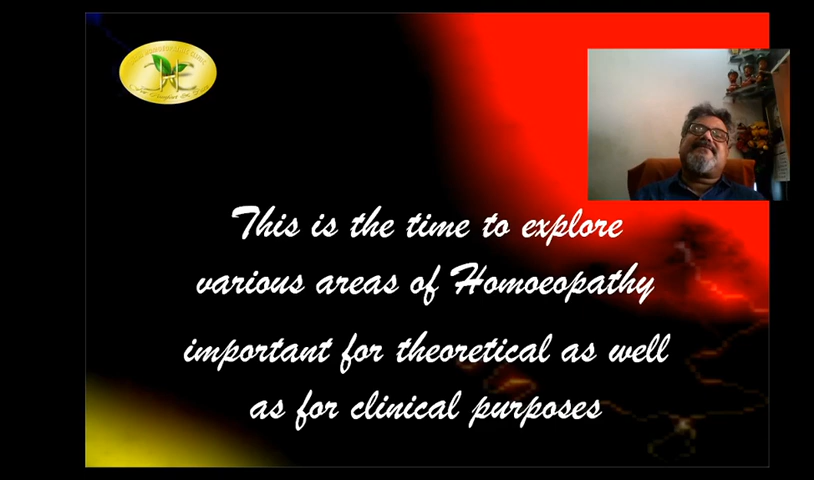 This is the time to explore
various areas of Homoeopathy
important for theoretical as well
as for clinical purposes